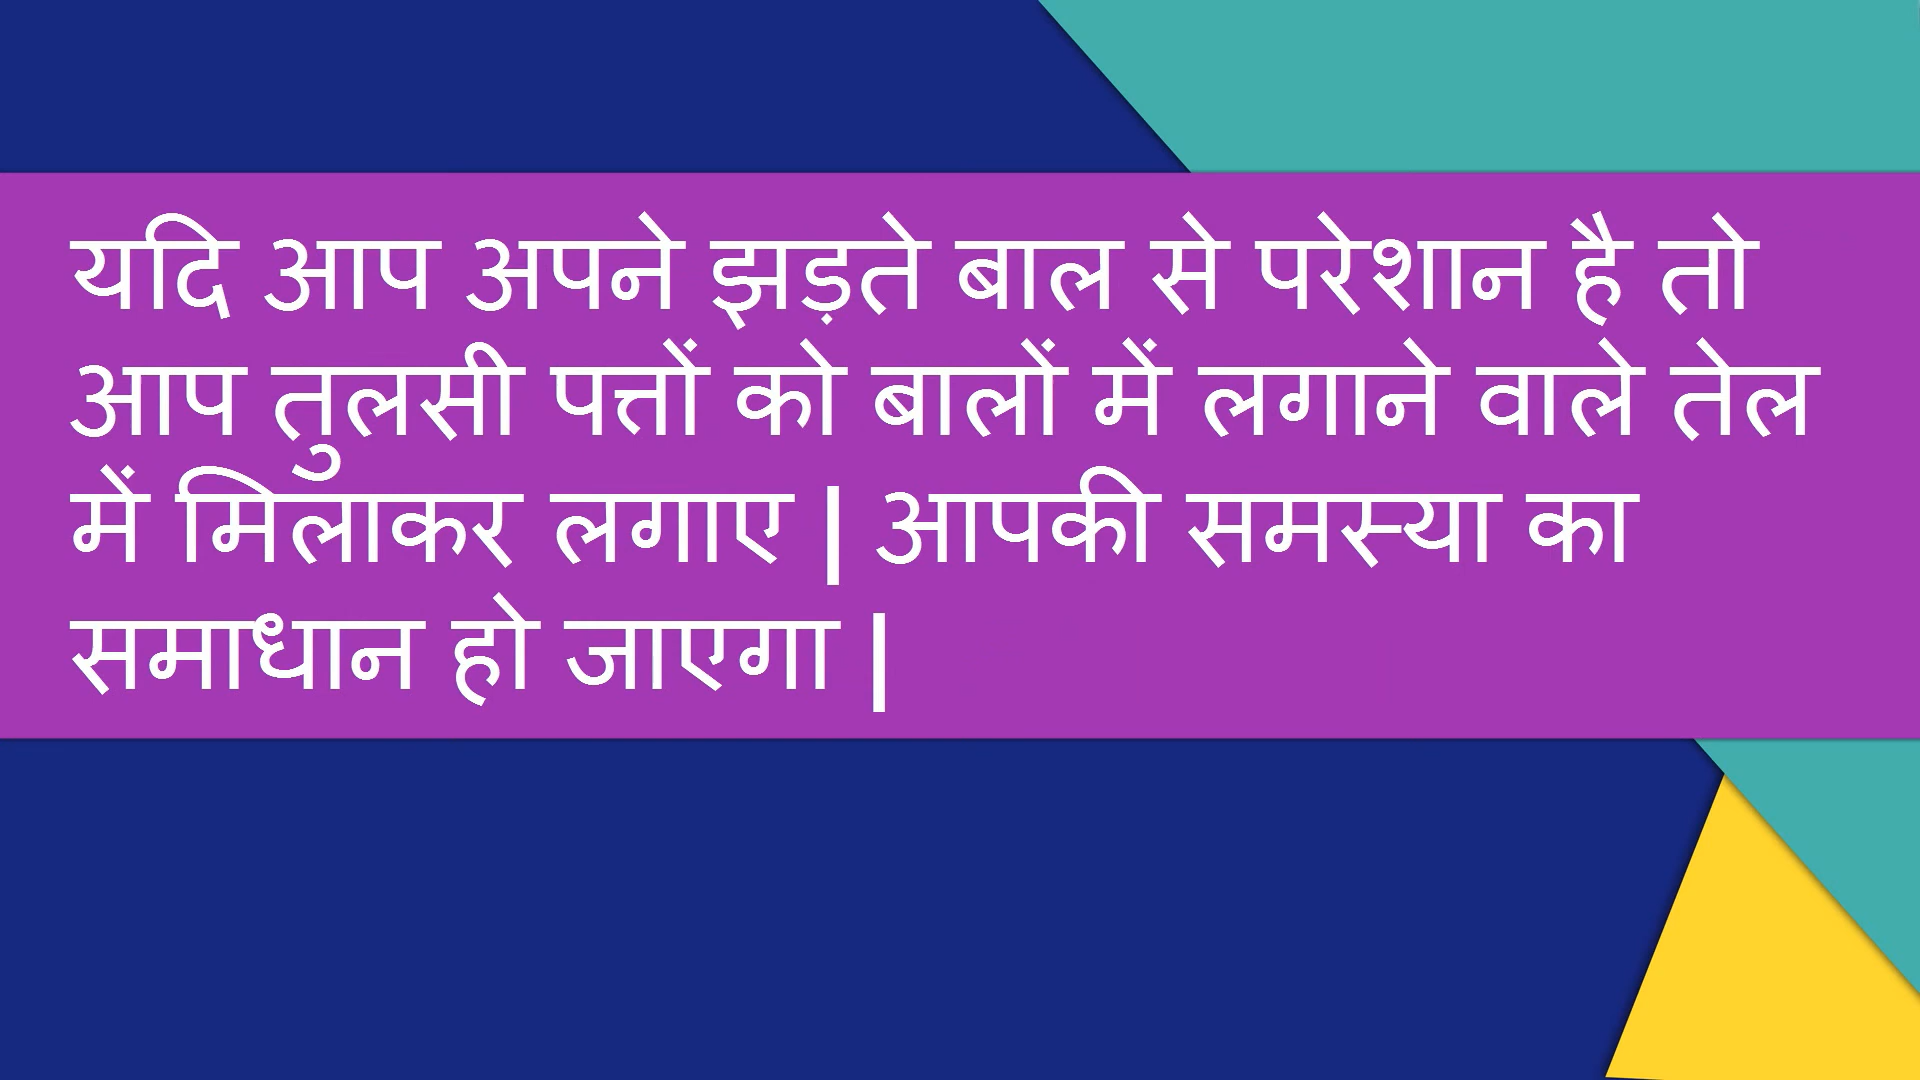 यदि आप अपने झड़ते बाल से परेशान है तो
आप तुलसी पत्तों को बालों में लगाने वाले तेल
में मिलाकर लगाए | आपकी समस्या का
समाधान हो जाएगा |